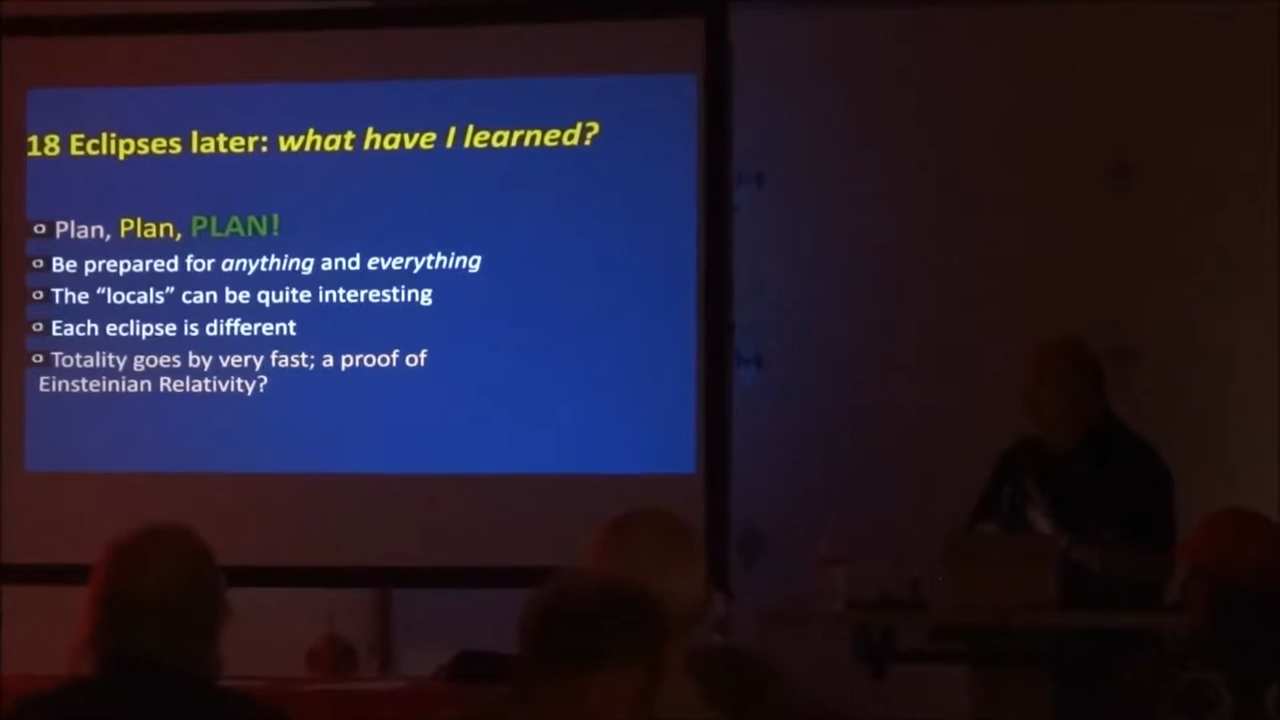 18 Eclipses later: what have I learned?
Plan, Plan, PLAN!
Be prepared for anything and everything
The “locals” can be quite interesting
Each eclipse is different
Totality goes by very fast; a proof of
Einsteinian Relativity?